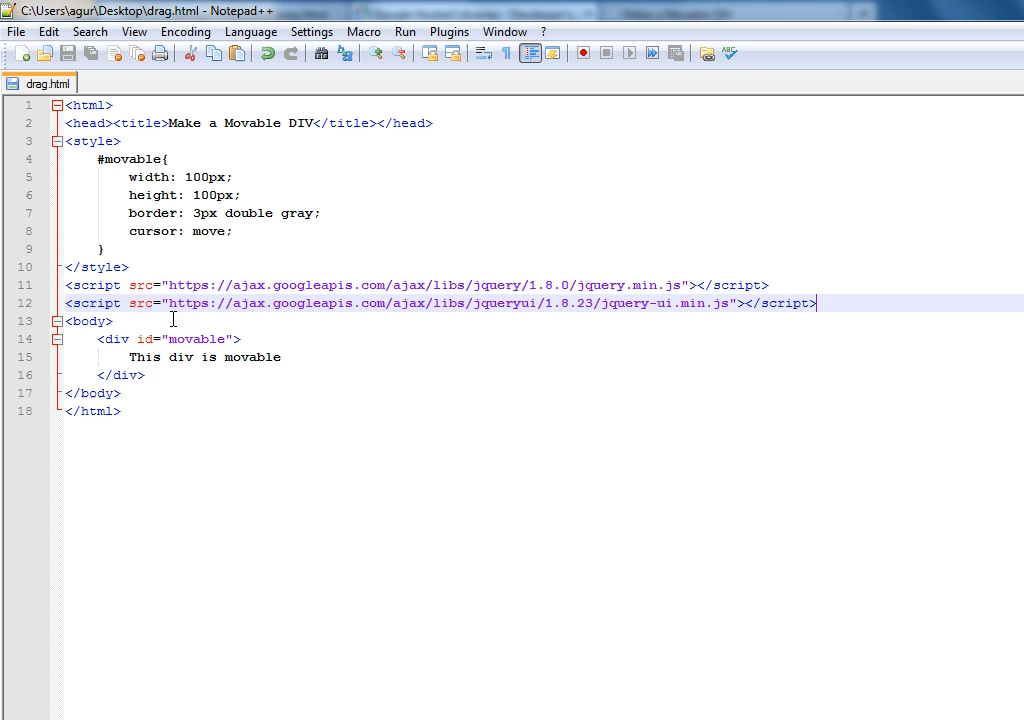 C:\Users\agur\Desktop\drag.html - Notepad++
File Edit Search View Encoding Language Settings Macro Run Plugins Window ?
drag.html
1 <html>
2 <head><title>Make a Movable DIV</title></head>
3 <style>
4 #movable{
5 width: 100px;
6 height: 100px;
7 border: 3px double gray;
8 cursor: move;
9 }
10 </style>
11 <script src="https://ajax.googleapis.com/ajax/libs/jquery/1.8.0/jquery.min.js"></script>
12 <script src="https://ajax.googleapis.com/ajax/libs/jqueryui/1.8.23/jquery-ui.min.js"></script>
13 <body>
14 <div id="movable">
15 This div is movable
16 </div>
17 </body>
18 </html>